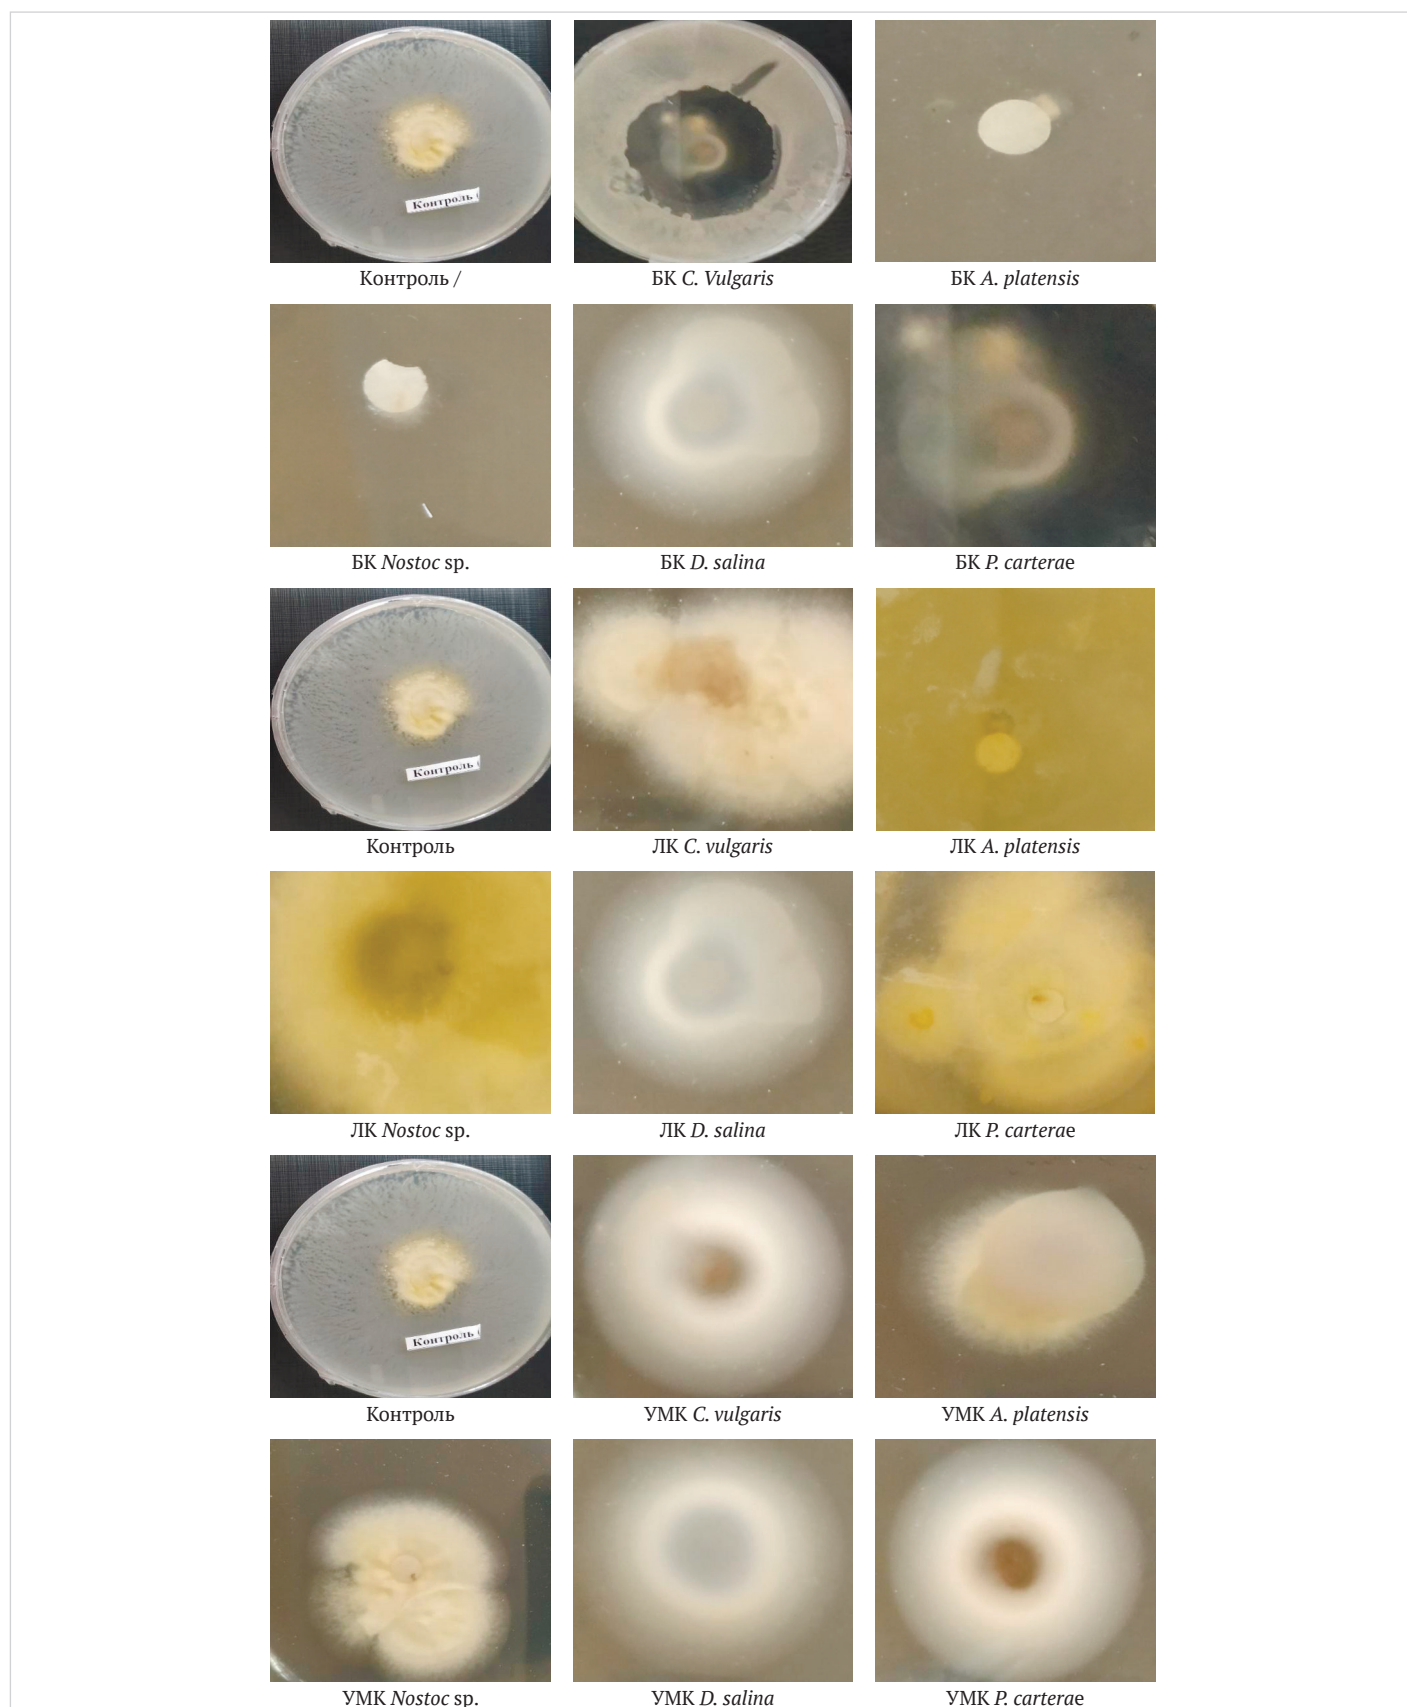 Контроль (
Контроль /
БК C. Vulgaris
БК A. platensis
БК Nostoc sp.
БК D. salina
БК P. carterae
Контроль (
Контроль
ЛК C. vulgaris
ЛК A. platensis
ЛК Nostoc sp.
ЛК D. salina
ЛК P. carterae
Контроль (
Контроль
УМК C. vulgaris
УМК A. platensis
УМК Nostoc sp.
УМК D. salina
УМК P. carterae